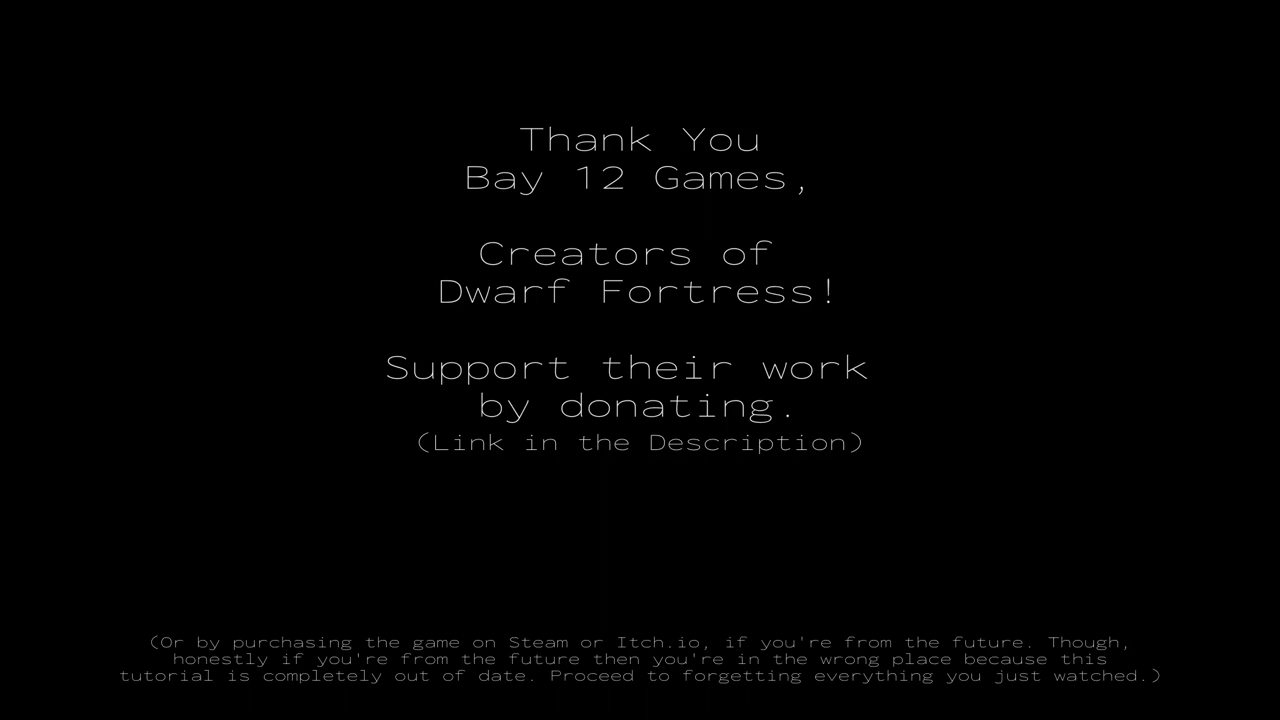 Thank You
Bay 12 Games,
Creators of
Dwarf Fortress!
Support their work
by donating.
(Link in the Description)
(Or by purchasing the game on Steam or Itch.io, if you're from the future. Though,
honestly if you're from the future then you're in the wrong place because this
tutorial is completely out of date. Proceed to forgetting everything you just watched.)